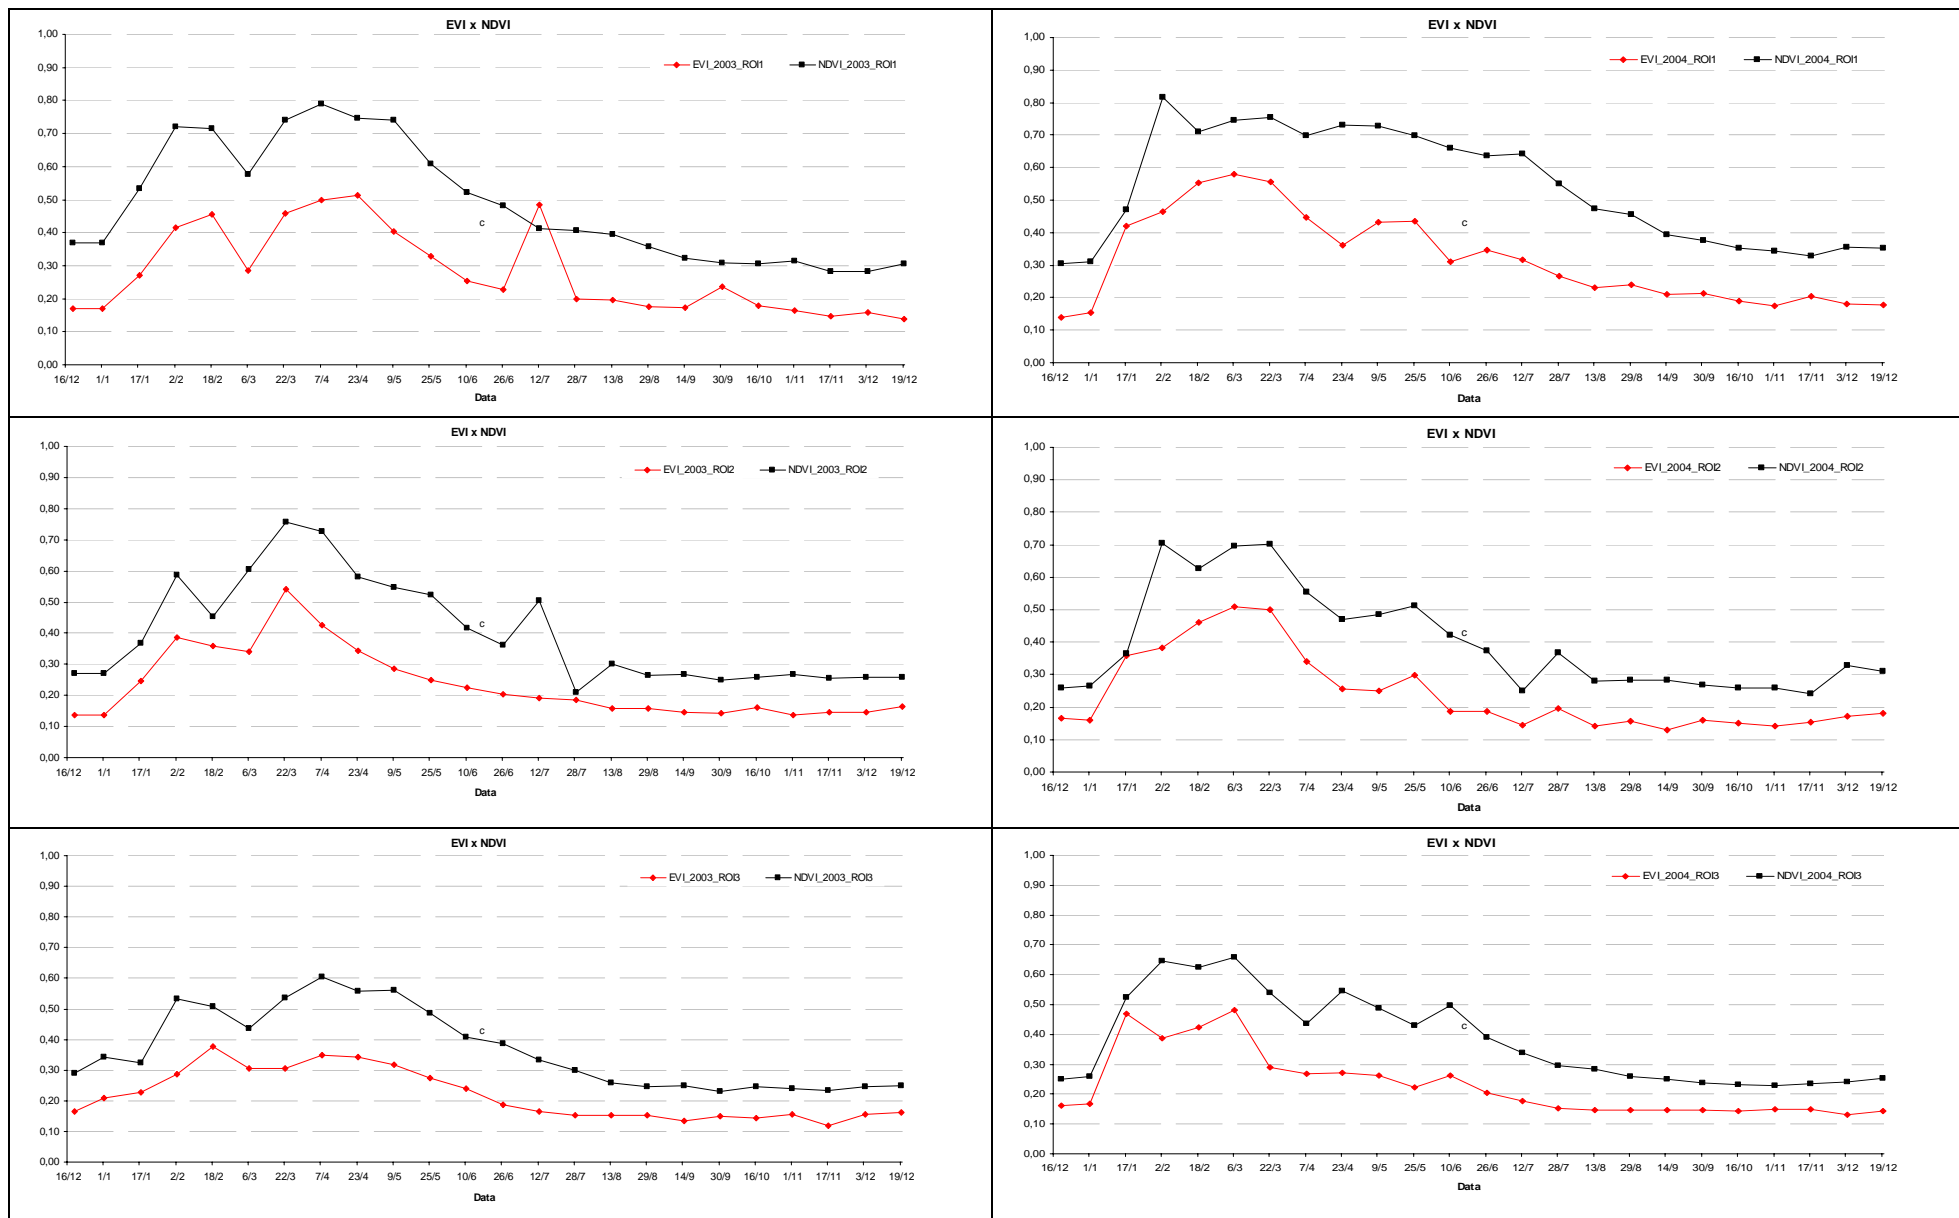 EVI x NDVI
EVI_2003_ROI1 NDVI_2003_ROI1
1,00
0,90
0,80
0,70
0,60
0,50
0,40
0,30
0,20
0,10
0,00
c
16/12 1/1 17/1 2/2 18/2 6/3 22/3 7/4 23/4 9/5 25/5 10/6 26/6 12/7 28/7 13/8 29/8 14/9 30/9 16/10 1/11 17/11 3/12 19/12
Data
EVI x NDVI
EVI_2004_ROI1 NDVI_2004_ROI1
1,00
0,90
0,80
0,70
0,60
0,50
0,40
0,30
0,20
0,10
0,00
c
16/12 1/1 17/1 2/2 18/2 6/3 22/3 7/4 23/4 9/5 25/5 10/6 26/6 12/7 28/7 13/8 29/8 14/9 30/9 16/10 1/11 17/11 3/12 19/12
Data
EVI x NDVI
EVI_2003_ROI2 NDVI_2003_ROI2
1,00
0,90
0,80
0,70
0,60
0,50
0,40
0,30
0,20
0,10
0,00
c
16/12 1/1 17/1 2/2 18/2 6/3 22/3 7/4 23/4 9/5 25/5 10/6 26/6 12/7 28/7 13/8 29/8 14/9 30/9 16/10 1/11 17/11 3/12 19/12
Data
EVI x NDVI
EVI_2004_ROI2 NDVI_2004_ROI2
1,00
0,90
0,80
0,70
0,60
0,50
0,40
0,30
0,20
0,10
0,00
c
16/12 1/1 17/1 2/2 18/2 6/3 22/3 7/4 23/4 9/5 25/5 10/6 26/6 12/7 28/7 13/8 29/8 14/9 30/9 16/10 1/11 17/11 3/12 19/12
Data
EVI x NDVI
EVI_2003_ROI3 NDVI_2003_ROI3
1,00
0,90
0,80
0,70
0,60
0,50
0,40
0,30
0,20
0,10
0,00
c
16/12 1/1 17/1 2/2 18/2 6/3 22/3 7/4 23/4 9/5 25/5 10/6 26/6 12/7 28/7 13/8 29/8 14/9 30/9 16/10 1/11 17/11 3/12 19/12
Data
EVI x NDVI
EVI_2004_ROI3 NDVI_2004_ROI3
1,00
0,90
0,80
0,70
0,60
0,50
0,40
0,30
0,20
0,10
0,00
c
16/12 1/1 17/1 2/2 18/2 6/3 22/3 7/4 23/4 9/5 25/5 10/6 26/6 12/7 28/7 13/8 29/8 14/9 30/9 16/10 1/11 17/11 3/12 19/12
Data